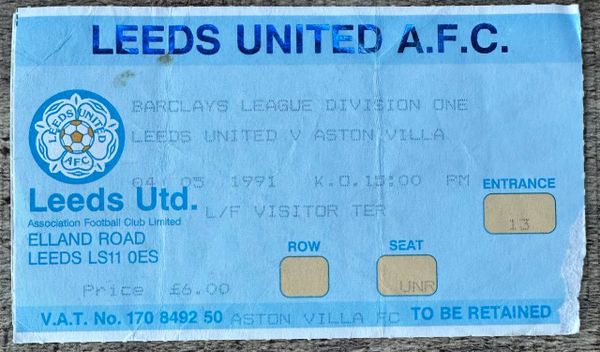 LEEDS UNITED A.F.C.
BARCLAYS LEAGUE DIVISION ONE
LEEDS UNITED V ASTON VILLA
LEEDS UNITED
AFC
04 05 1991 K.O.15:00 PM
Leeds Utd.
Association Football Club Limited
L/F VISITOR TER
ENTRANCE
13
ELLAND ROAD
LEEDS LS11 0ES
ROW
SEAT
UNR
Price £6.00
V.A.T. No. 170 8492 50 ASTON VILLA FC TO BE RETAINED